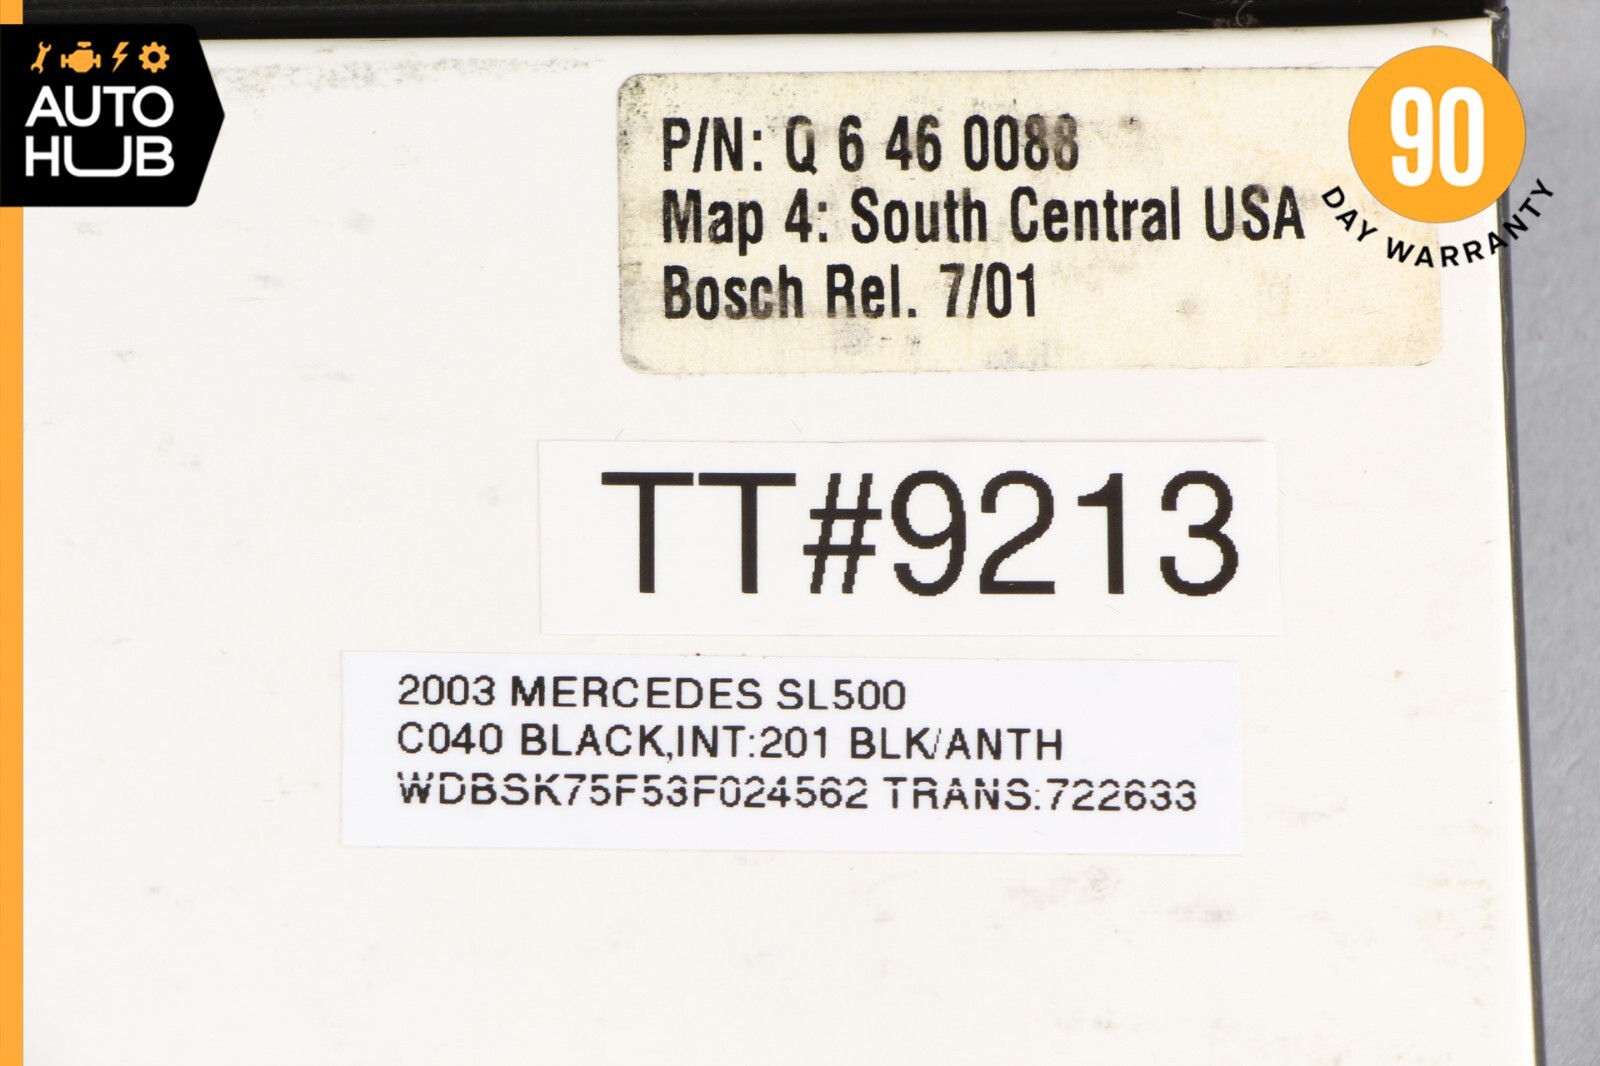 AUTO
HUB
90
DAY WARRANTY
P/N: Q 6 46 0088
Map 4: South Central USA
Bosch Rel. 7/01
TT#9213
2003 MERCEDES SL500
C040 BLACK,INT:201 BLK/ANTH
WDBSK75F53F024562 TRANS:722633